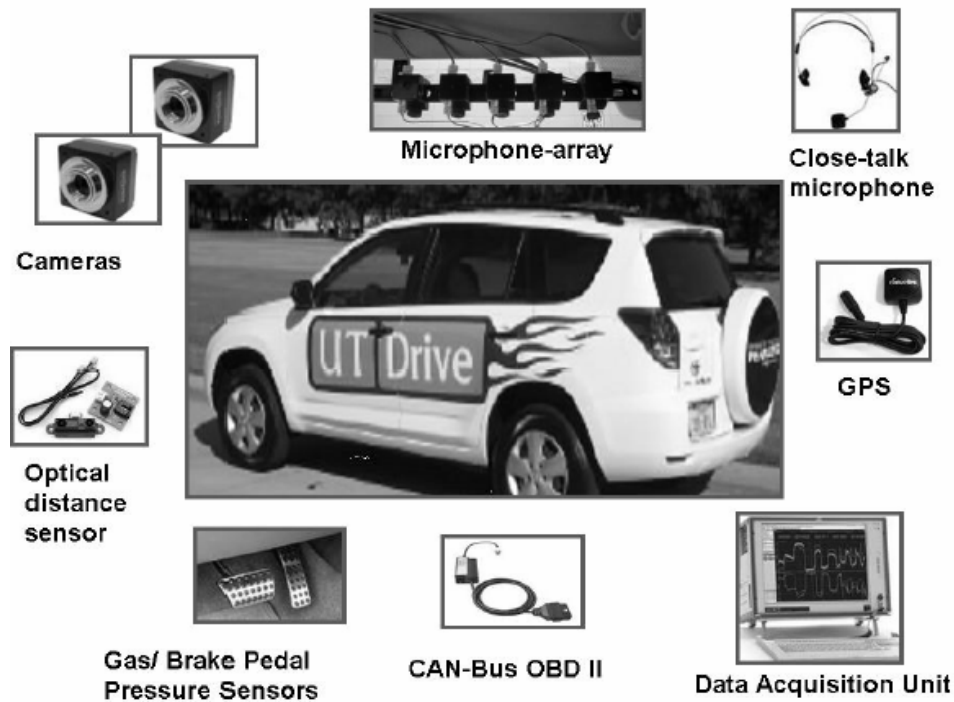 Microphone-array
Close-talk
microphone
Cameras
UT Drive
GPS
Optical
distance
sensor
Gas/ Brake Pedal
Pressure Sensors
CAN-Bus OBD II
Data Acquisition Unit